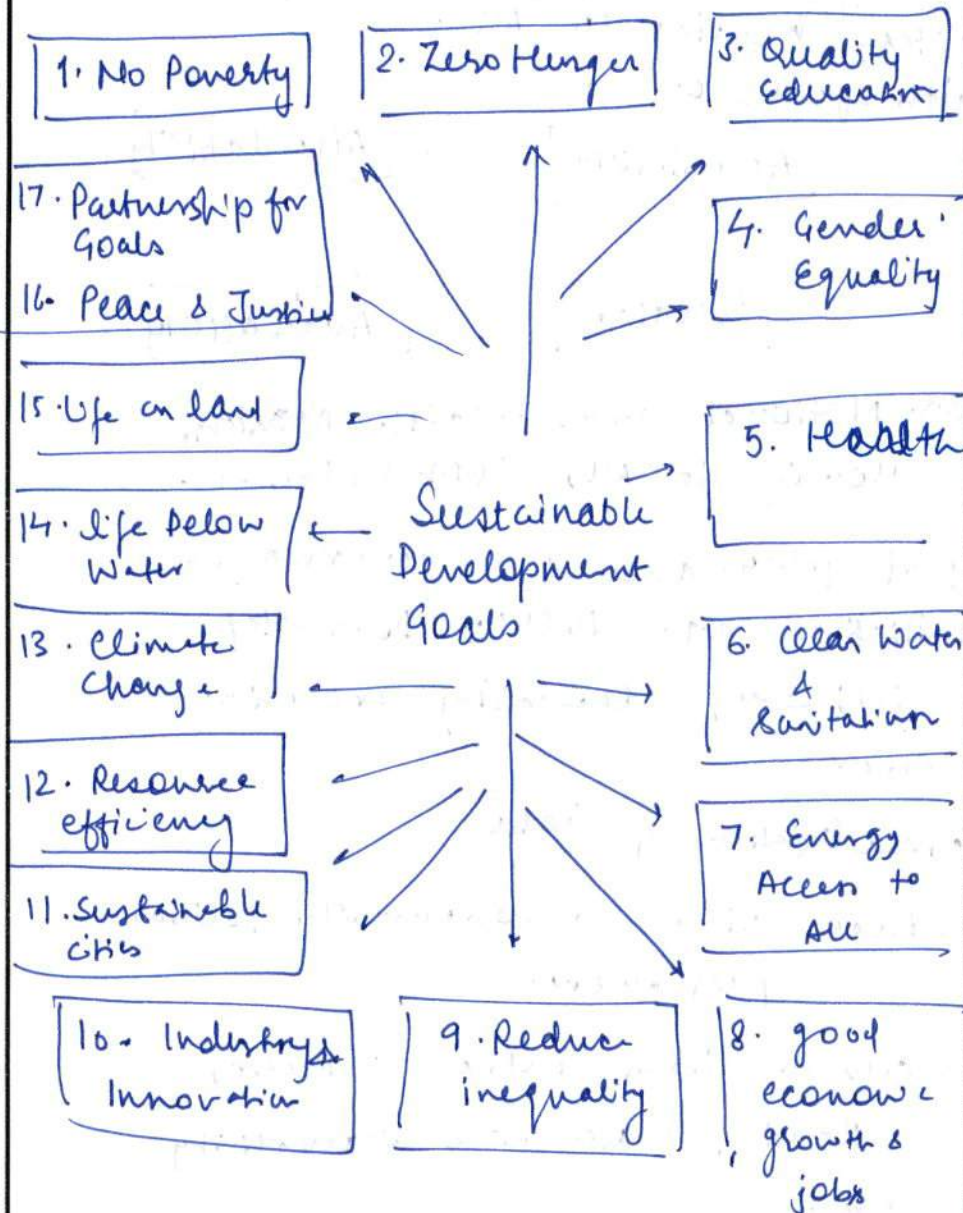 1. No Poverty
2. Zero Hunger
3. Quality
Education
17. Partnership for
Goals
16. Peace & Justice
4. Gender
Equality
15. Life on land
5. Health
14. life below
Water
Sustainable
Development
Goals
13. Climate
Change
6. Clean Water
&
Sanitation
12. Resource
efficiency
7. Energy
Access to
All
11. Sustainable
cities
10. Industry &
Innovation
9. Reduce
inequality
8. good
economic
growth &
jobs